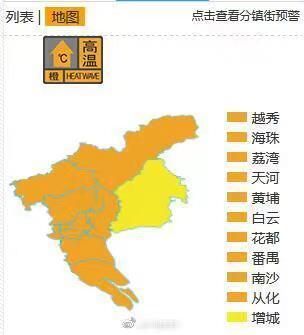 列表 | 地图
点击查看分镇街预警
℃
高温
橙 HEAT WAVE
越秀
海珠
荔湾
天河
黄埔
白云
花都
番禺
南沙
从化
增城